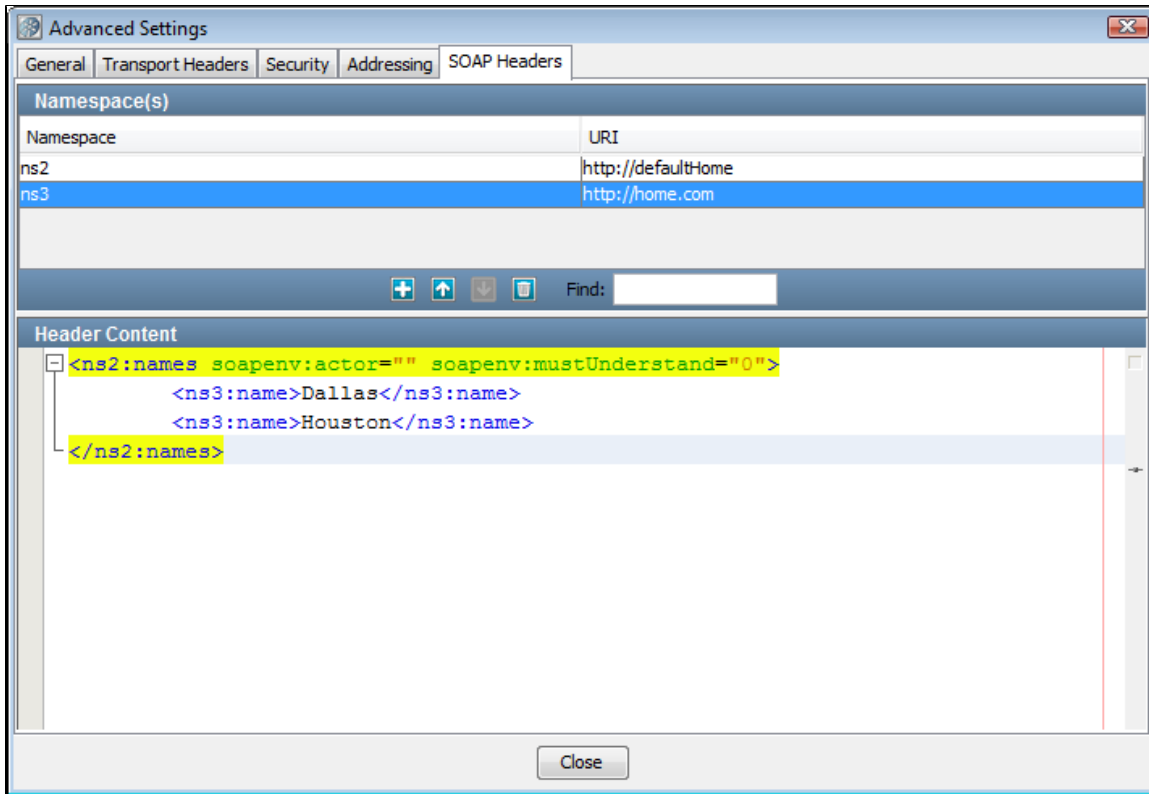 Advanced Settings
General Transport Headers Security Addressing SOAP Headers
Namespace(s)
Namespace URI
ns2 http://defaultHome
ns3 http://home.com
Find:
Header Content
<ns2:names soapenv:actor="" soapenv:mustUnderstand="0">
<ns3:name>Dallas</ns3:name>
<ns3:name>Houston</ns3:name>
</ns2:names>
Close